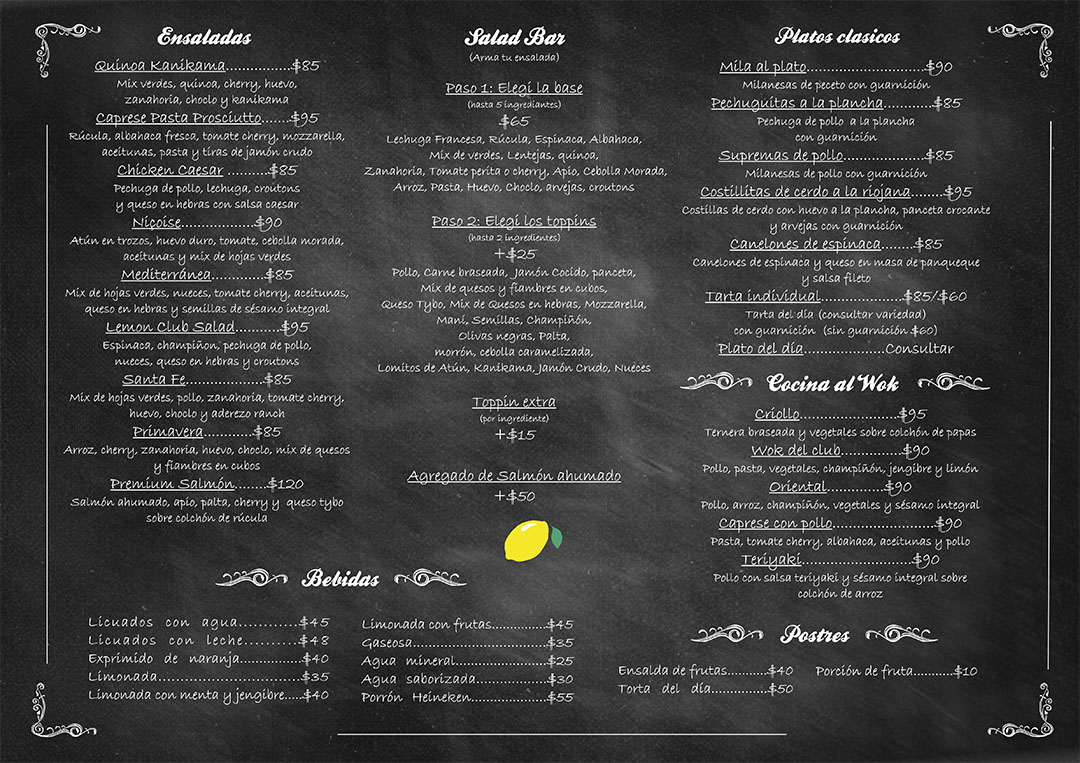 Ensaladas
Quinoa Kanikama...............$85
Mix verdes, quinoa, cherry, huevo,
zanahoria, choclo y kanikama
Caprese Pasta Prosciutto.......$95
Rúcula, albahaca fresca, tomate cherry, mozzarella,
aceitunas, pasta y tiras de jamón crudo
Chicken Caesar ..........$85
Pechuga de pollo, lechuga, croutons
y queso en hebras con salsa caesar
Niçoise..................$90
Atún en trozos, huevo duro, tomate, cebolla morada,
aceitunas y mix de hojas verdes
Mediterránea.............$85
Mix de hojas verdes, nueces, tomate cherry, aceitunas,
queso en hebras y semillas de sésamo integral
Lemon Club Salad...........$95
Espinaca, champiñon, pechuga de pollo,
nueces, queso en hebras y croutons
Santa Fe..................$85
Mix de hojas verdes, pollo, zanahoria, tomate cherry,
huevo, choclo y aderezo ranch
Primavera............$85
Arroz, cherry, zanahoria, huevo, choclo, mix de quesos
y fiambres en cubos
Premium Salmón........$120
Salmón ahumado, apio, palta, cherry y queso tybo
sobre colchón de rúcula
Salad Bar
(Arma tu ensalada)
Paso 1: Elegí la base
(hasta 5 ingrediantes)
$65
Lechuga Francesa, Rúcula, Espinaca, Albahaca,
Mix de verdes, Lentejas, quinoa,
Zanahoria, Tomate perita o cherry, Apio, Cebolla Morada,
Arroz, Pasta, Huevo, Choclo, arvejas, croutons
Paso 2: Elegí los toppins
(hasta 2 ingredientes)
+$25
Pollo, Carne braseada, Jamón Cocido, panceta,
Mix de quesos y fiambres en cubos,
Queso Tybo, Mix de Quesos en hebras, Mozzarella,
Maní, Semillas, Champiñón,
Olivas negras, Palta,
morrón, cebolla caramelizada,
Lomitos de Atún, Kanikama, Jamón Crudo, Nueces
Toppin extra
(por ingrediente)
+$15
Agregado de Salmón ahumado
+$50
Platos clasicos
Mila al plato...........................$90
Milanesas de peceto con guarnición
Pechuguitas a la plancha...........$85
Pechuga de pollo a la plancha
con guarnición
Supremas de pollo...................$85
Milanesas de pollo con guarnición
Costillitas de cerdo a la riojana........$95
Costillas de cerdo con huevo a la plancha, panceta crocante
y arvejas con guarnición
Canelones de espinaca........$85
Canelones de espinaca y queso en masa de panqueque
y salsa fileto
Tarta individual...................$85/$60
Tarta del día (consultar variedad)
con guarnición (sin guarnición $60)
Plato del día...................Consultar
Cocina al Wok
Criollo.......................$95
Ternera braseada y vegetales sobre colchón de papas
Wok del club...................$90
Pollo, pasta, vegetales, champiñón, jengibre y limón
Oriental..............$90
Pollo, arroz, champiñón, vegetales y sésamo integral
Caprese con pollo........................$90
Pasta, tomate cherry, albahaca, aceitunas y pollo
Teriyaki..........................$90
Pollo con salsa teriyaki y sésamo integral sobre
colchón de arroz
Bebidas
Licuados con agua..........$45
Licuados con leche..........$48
Exprimido de naranja..............$40
Limonada.................................$35
Limonada con menta y jengibre....$40
Limonada con frutas.............$45
Gaseosa................................$35
Agua mineral......................$25
Agua saborizada.................$30
Porrón Heineken..................$55
Postres
Ensalda de frutas.........$40
Torta del día.............$50
Porción de fruta..........$10